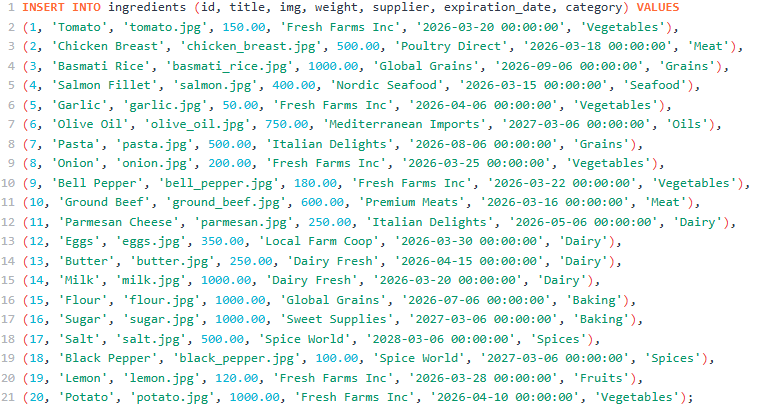 1 INSERT INTO ingredients (id, title, img, weight, supplier, expiration_date, category) VALUES
2 (1, 'Tomato', 'tomato.jpg', 150.00, 'Fresh Farms Inc', '2026-03-20 00:00:00', 'Vegetables'),
3 (2, 'Chicken Breast', 'chicken_breast.jpg', 500.00, 'Poultry Direct', '2026-03-18 00:00:00', 'Meat'),
4 (3, 'Basmati Rice', 'basmati_rice.jpg', 1000.00, 'Global Grains', '2026-09-06 00:00:00', 'Grains'),
5 (4, 'Salmon Fillet', 'salmon.jpg', 400.00, 'Nordic Seafood', '2026-03-15 00:00:00', 'Seafood'),
6 (5, 'Garlic', 'garlic.jpg', 50.00, 'Fresh Farms Inc', '2026-04-06 00:00:00', 'Vegetables'),
7 (6, 'Olive Oil', 'olive_oil.jpg', 750.00, 'Mediterranean Imports', '2027-03-06 00:00:00', 'Oils'),
8 (7, 'Pasta', 'pasta.jpg', 500.00, 'Italian Delights', '2026-08-06 00:00:00', 'Grains'),
9 (8, 'Onion', 'onion.jpg', 200.00, 'Fresh Farms Inc', '2026-03-25 00:00:00', 'Vegetables'),
10 (9, 'Bell Pepper', 'bell_pepper.jpg', 180.00, 'Fresh Farms Inc', '2026-03-22 00:00:00', 'Vegetables'),
11 (10, 'Ground Beef', 'ground_beef.jpg', 600.00, 'Premium Meats', '2026-03-16 00:00:00', 'Meat'),
12 (11, 'Parmesan Cheese', 'parmesan.jpg', 250.00, 'Italian Delights', '2026-05-06 00:00:00', 'Dairy'),
13 (12, 'Eggs', 'eggs.jpg', 350.00, 'Local Farm Coop', '2026-03-30 00:00:00', 'Dairy'),
14 (13, 'Butter', 'butter.jpg', 250.00, 'Dairy Fresh', '2026-04-15 00:00:00', 'Dairy'),
15 (14, 'Milk', 'milk.jpg', 1000.00, 'Dairy Fresh', '2026-03-20 00:00:00', 'Dairy'),
16 (15, 'Flour', 'flour.jpg', 1000.00, 'Global Grains', '2026-07-06 00:00:00', 'Baking'),
17 (16, 'Sugar', 'sugar.jpg', 1000.00, 'Sweet Supplies', '2027-03-06 00:00:00', 'Baking'),
18 (17, 'Salt', 'salt.jpg', 500.00, 'Spice World', '2028-03-06 00:00:00', 'Spices'),
19 (18, 'Black Pepper', 'black_pepper.jpg', 100.00, 'Spice World', '2027-03-06 00:00:00', 'Spices'),
20 (19, 'Lemon', 'lemon.jpg', 120.00, 'Fresh Farms Inc', '2026-03-28 00:00:00', 'Fruits'),
21 (20, 'Potato', 'potato.jpg', 1000.00, 'Fresh Farms Inc', '2026-04-10 00:00:00', 'Vegetables');